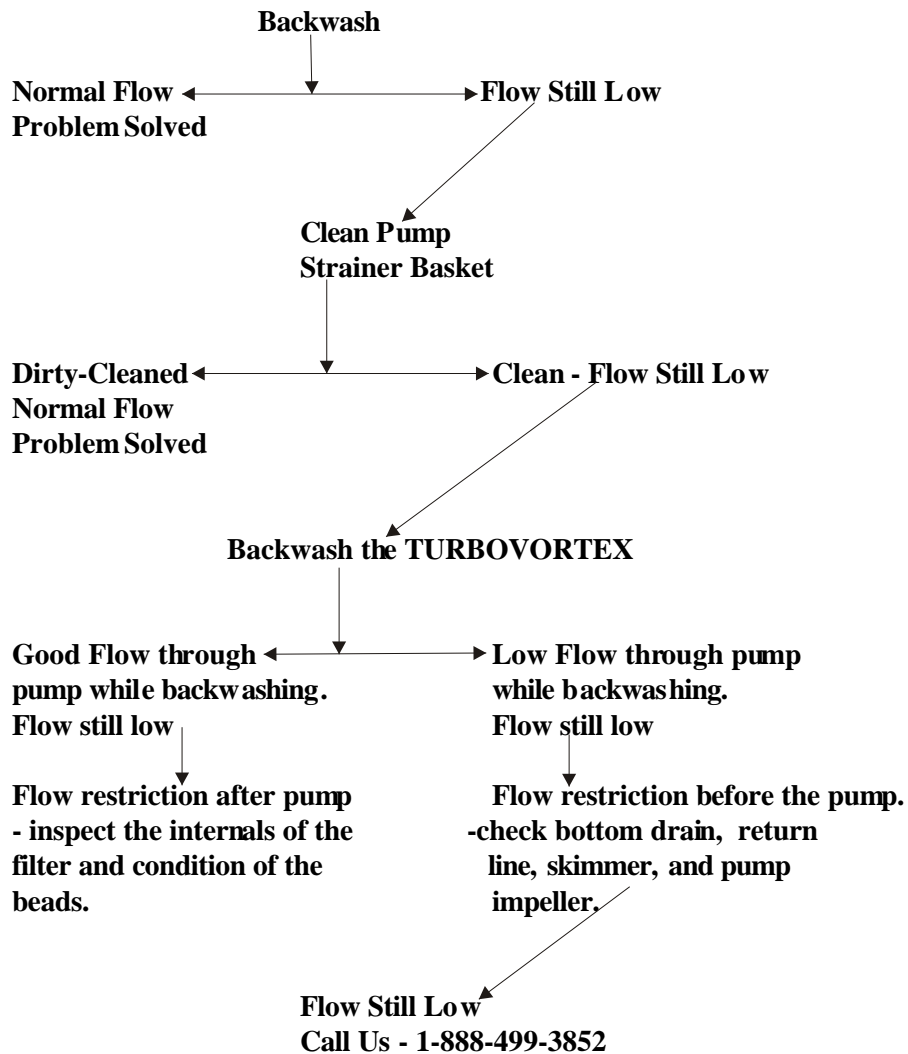 Backwash
Normal Flow
Problem Solved
Flow Still Low
Clean Pump
Strainer Basket
Dirty-Cleaned
Normal Flow
Problem Solved
Clean - Flow Still Low
Backwash the TURBOVORTEX
Good Flow through
pump while backwashing.
Flow still low
Low Flow through pump
while backwashing.
Flow still low
Flow restriction after pump
- inspect the internals of the
filter and condition of the
beads.
Flow restriction before the pump.
-check bottom drain, return
line, skimmer, and pump
impeller.
Flow Still Low
Call Us - 1-888-499-3852